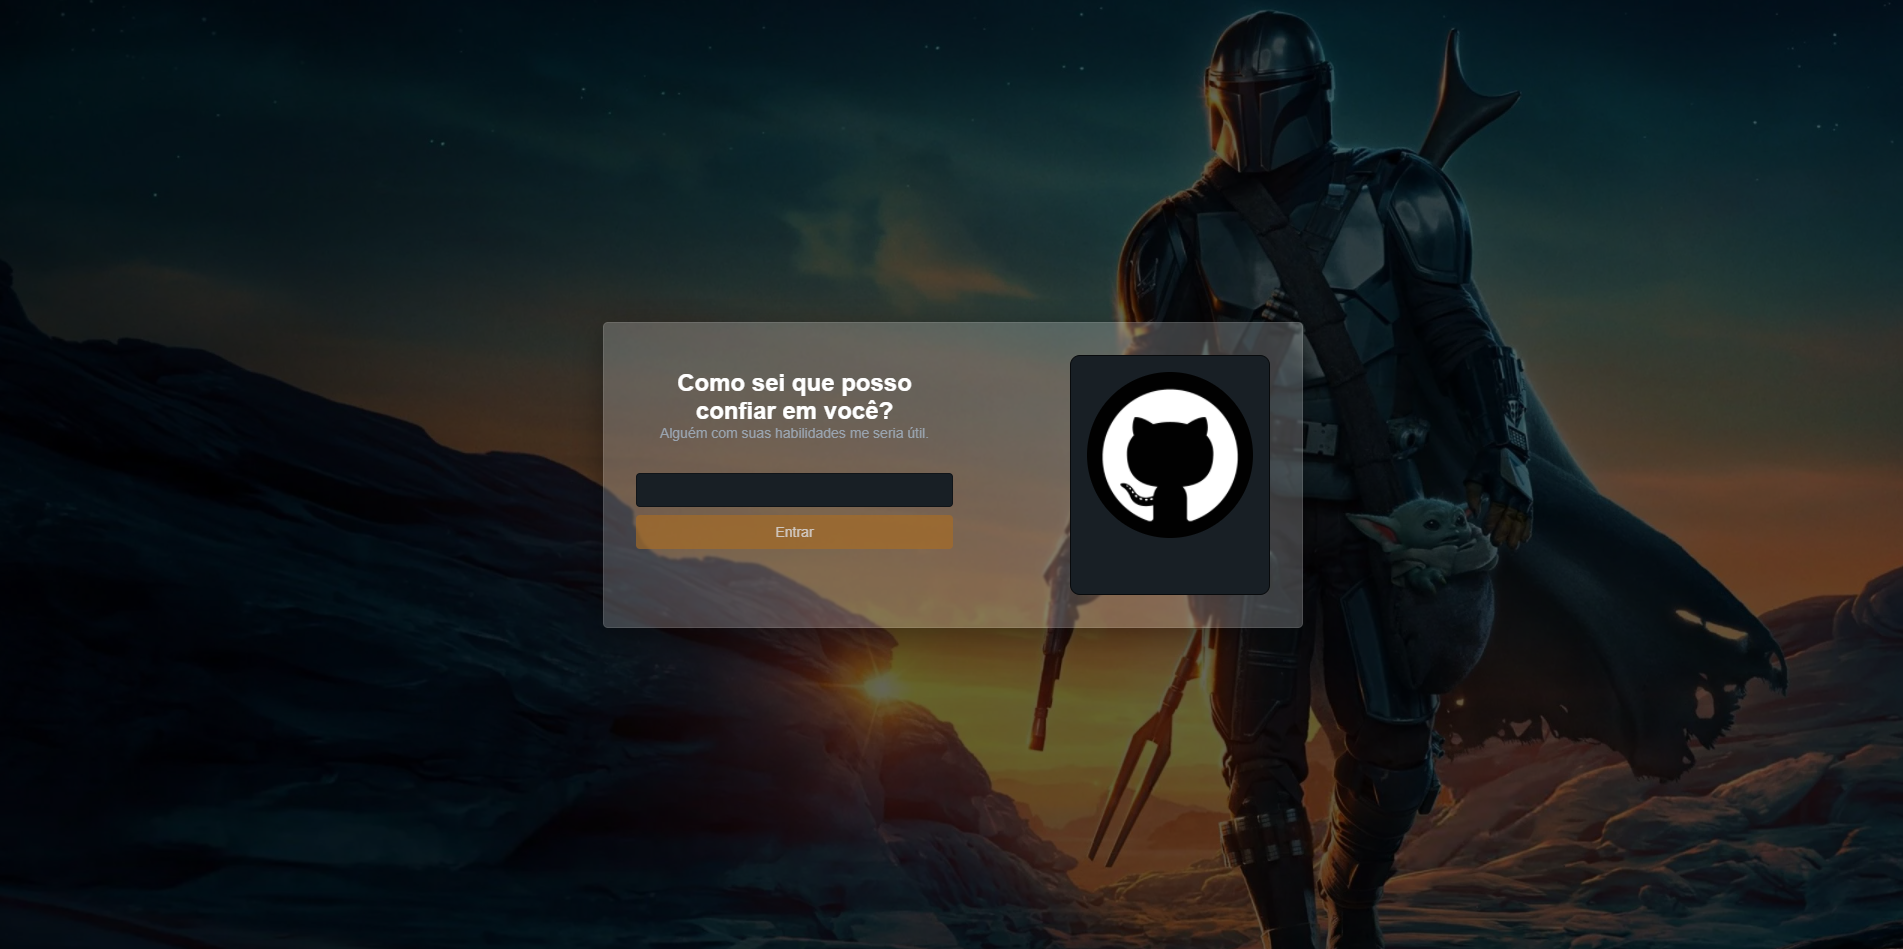 Como sei que posso
confiar em você?
Alguém com suas habilidades me seria útil.
Entrar